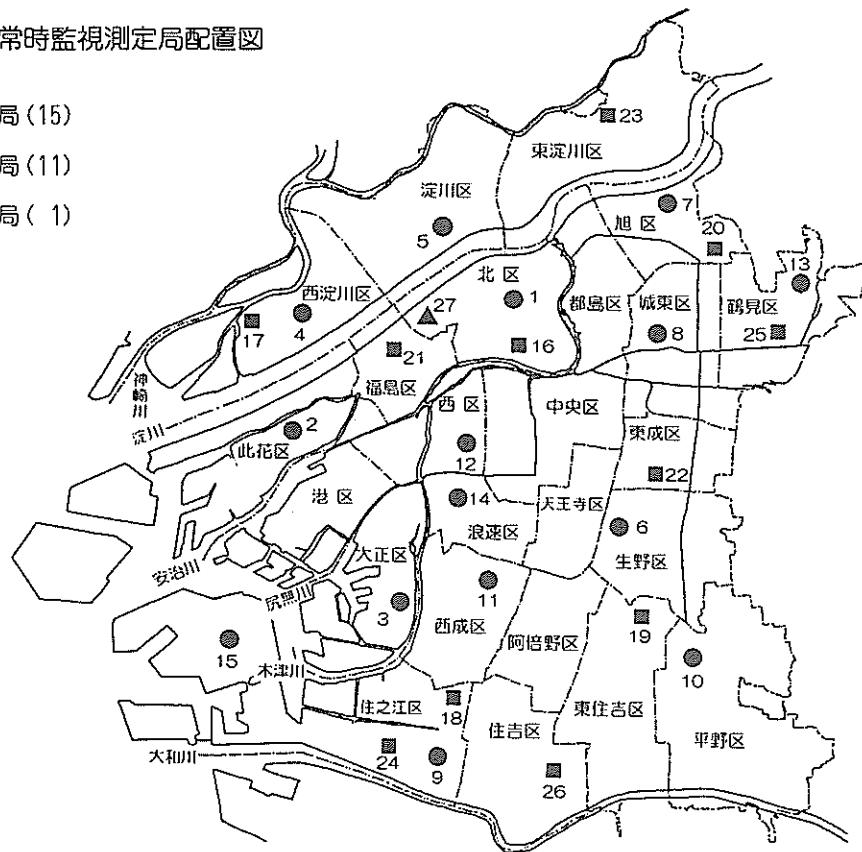 常時監視測定局配置図
局(15)
局(11)
局( 1)
23
東淀川区
淀川区
5
7
旭区
20
13
北区
27
1
西淀川区
17
4
都島区
城東区
鶴見区
8
25
21
16
神崎川
淀川
福島区
西区
中央区
2
此花区
12
東成区
22
港区
14
浪速区
天王寺区
6
生野区
安治川
大正区
尻無川
3
11
西成区
19
15
木津川
阿倍野区
10
住之江区
18
東住吉区
住吉区
平野区
大和川
24
9
26